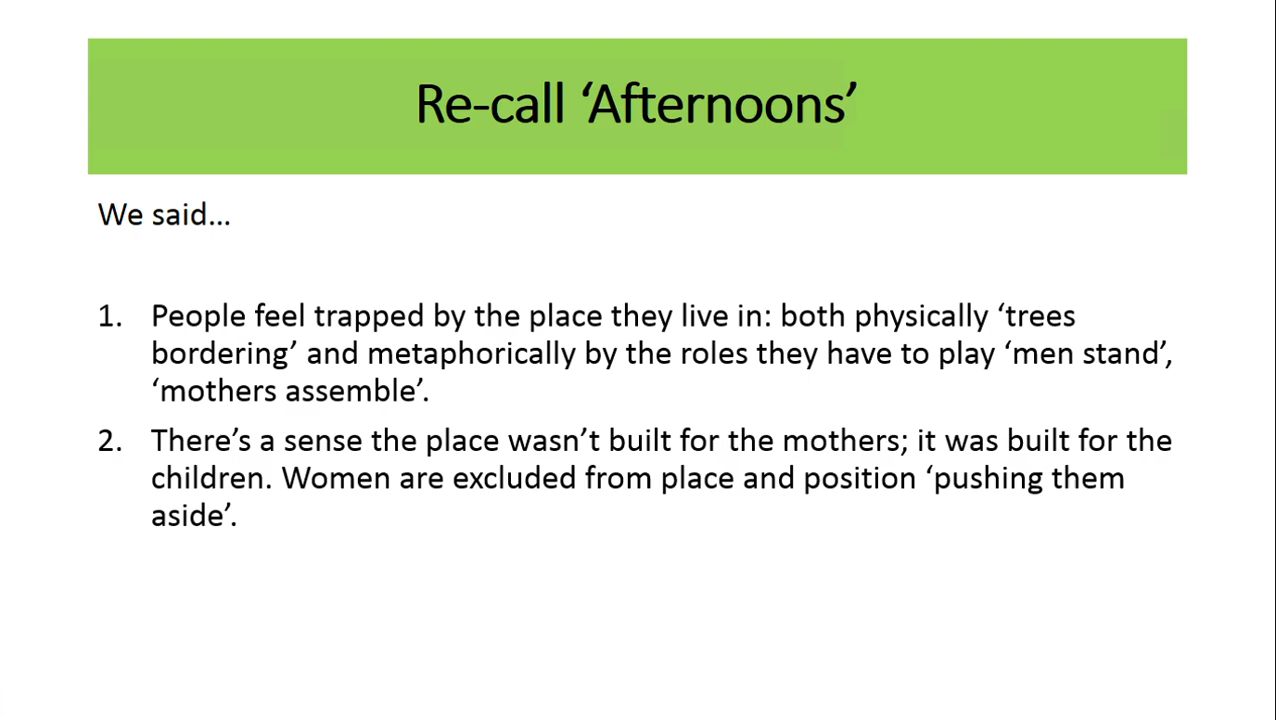 Re-call ‘Afternoons’
We said…
1. People feel trapped by the place they live in: both physically ‘trees
bordering’ and metaphorically by the roles they have to play ‘men stand’,
‘mothers assemble’.
2. There’s a sense the place wasn’t built for the mothers; it was built for the
children. Women are excluded from place and position ‘pushing them
aside’.